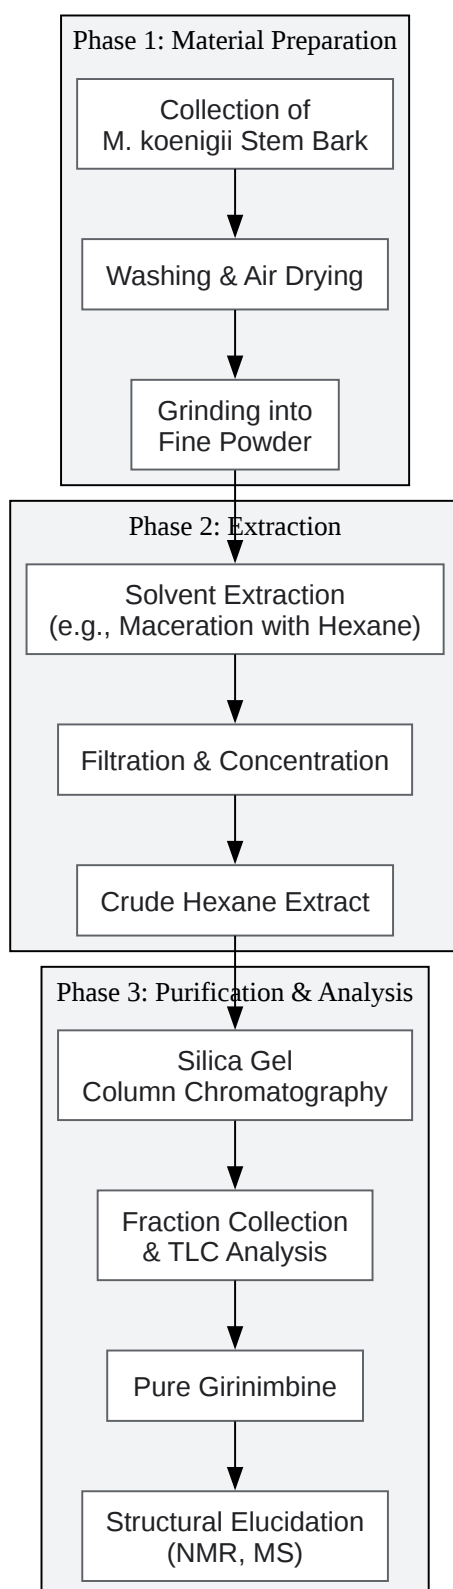 Phase 1: Material Preparation
Collection of
M. koenigii Stem Bark
Washing & Air Drying
Grinding into
Fine Powder
Phase 2: Extraction
Solvent Extraction
(e.g., Maceration with Hexane)
Filtration & Concentration
Crude Hexane Extract
Phase 3: Purification & Analysis
Silica Gel
Column Chromatography
Fraction Collection
& TLC Analysis
Pure Girinimbine
Structural Elucidation
(NMR, MS)